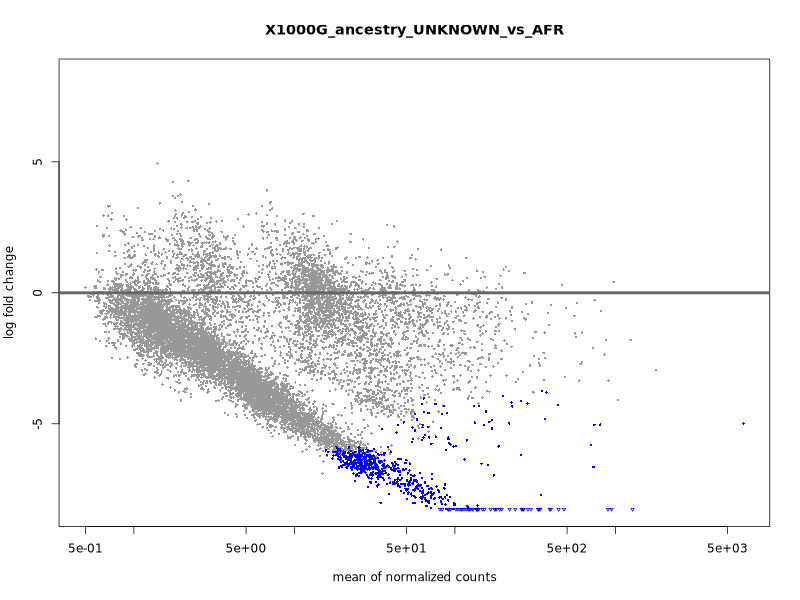 X1000G_ancestry_UNKNOWN_vs_AFR
5
0
-5
log fold change
5e-01
5e+00
5e+01
5e+02
5e+03
mean of normalized counts